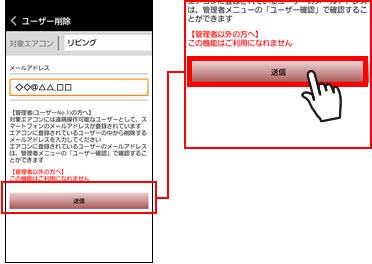 ユーザー削除
対象エアコン リビング
メールアドレス
◇◇@△△.□□
【管理者(ユーザーNo.1)の方へ】
対象エアコンには遠隔操作可能なユーザーとして、ス
マートフォンのメールアドレスが登録されています
エアコンに登録されているユーザーの中から削除する
メールアドレスを入力してください
エアコンに登録されているユーザーのメールアドレス
は、管理者メニューの「ユーザー確認」で確認するこ
とができます
【管理者以外の方へ】
この機能はご利用になれません
送信
エアコンに登録されているユーザーのメールアドレス
は、管理者メニューの「ユーザー確認」で確認するこ
とができます
【管理者以外の方へ】
この機能はご利用になれません
送信